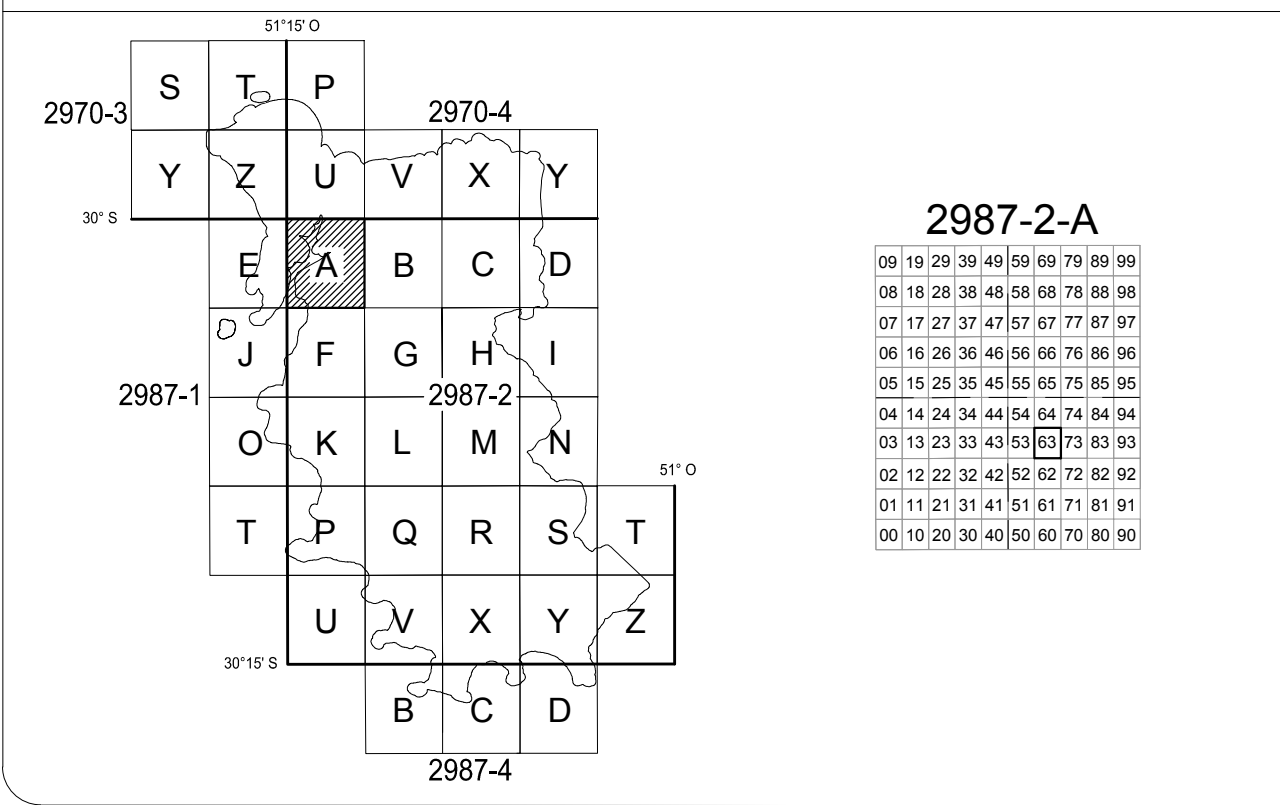 51°15' O
S T P
2970-3
2970-4
Y Z U V X Y
30° S
E A B C D
J F G H I
2987-1
2987-2
O K L M N
51° O
T P Q R S T
U V X Y Z
30°15' S
B C D
2987-4
2987-2-A
09 19 29 39 49 59 69 79 89 99
08 18 28 38 48 58 68 78 88 98
07 17 27 37 47 57 67 77 87 97
06 16 26 36 46 56 66 76 86 96
05 15 25 35 45 55 65 75 85 95
04 14 24 34 44 54 64 74 84 94
03 13 23 33 43 53 63 73 83 93
02 12 22 32 42 52 62 72 82 92
01 11 21 31 41 51 61 71 81 91
00 10 20 30 40 50 60 70 80 90